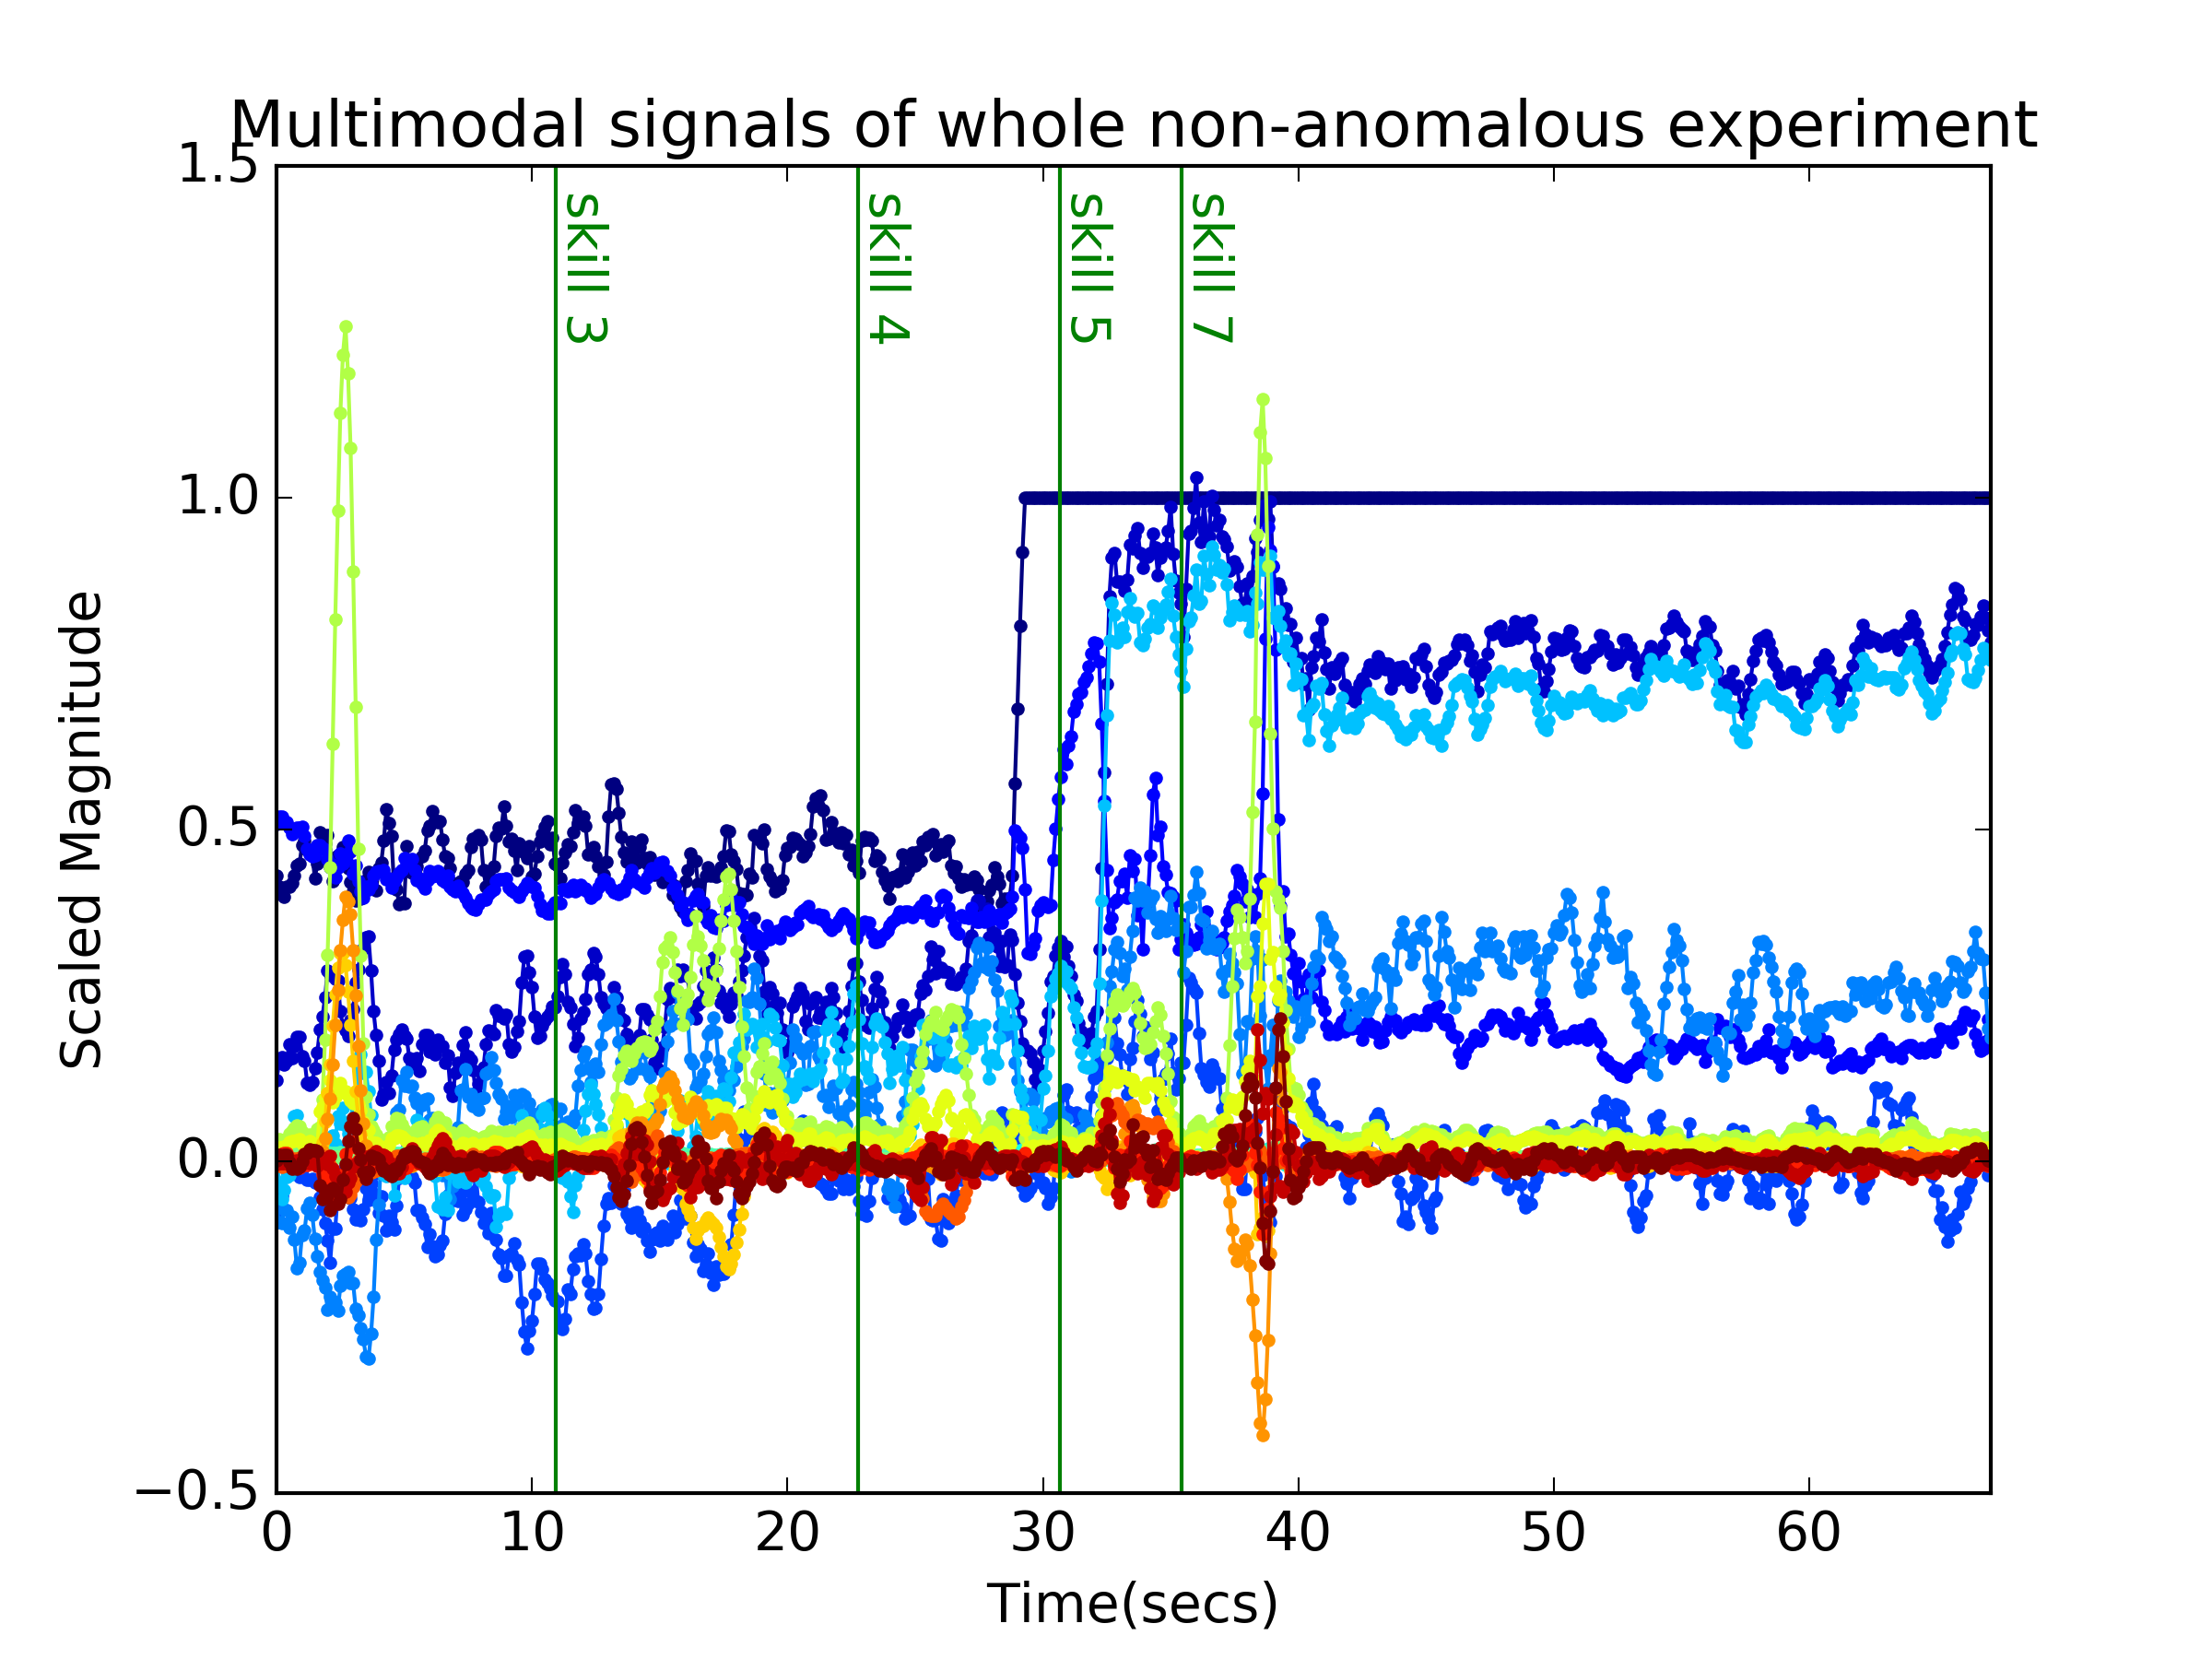 Multimodal signals of whole non-anomalous experiment
1.5
1.0
0.5
0.0
−0.5
Scaled Magnitude
skill 3
skill 4
skill 5
skill 7
0 10 20 30 40 50 60
Time(secs)